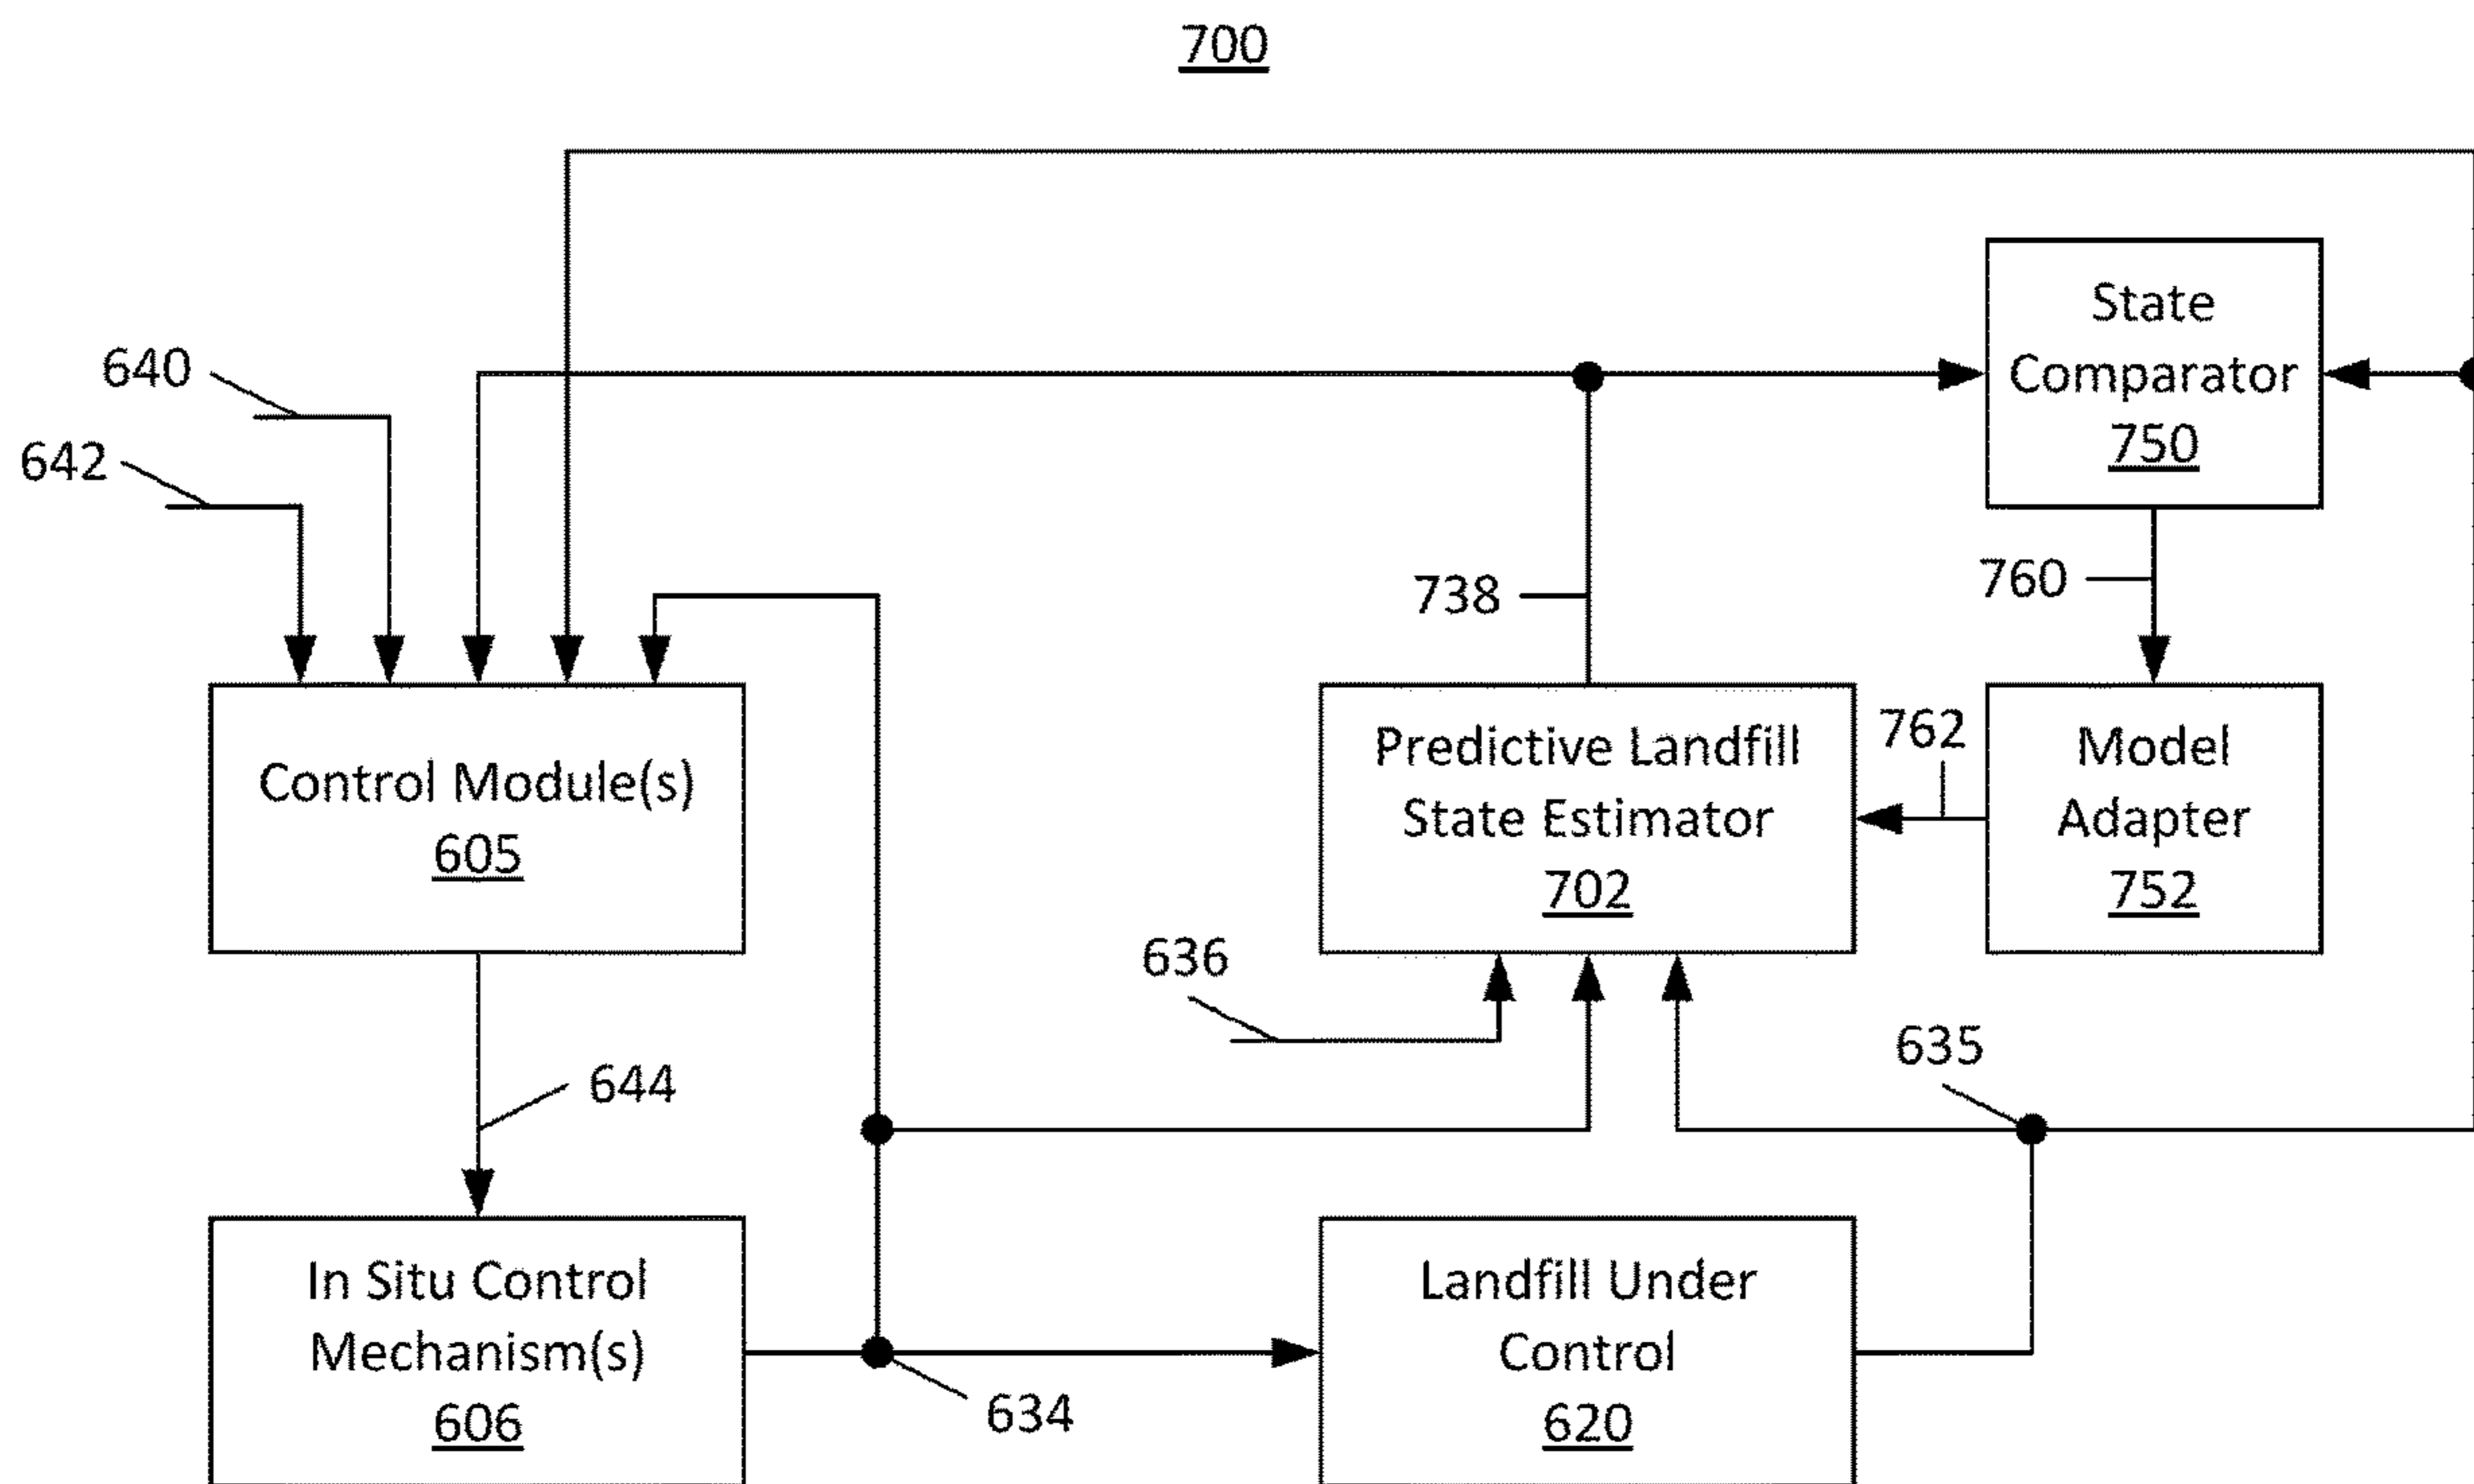 700
640
642
State
Comparator
750
738
760
762
Control Module(s)
605
Predictive Landfill
State Estimator
702
Model
Adapter
752
636
635
644
In Situ Control
Mechanism(s)
606
634
Landfill Under
Control
620